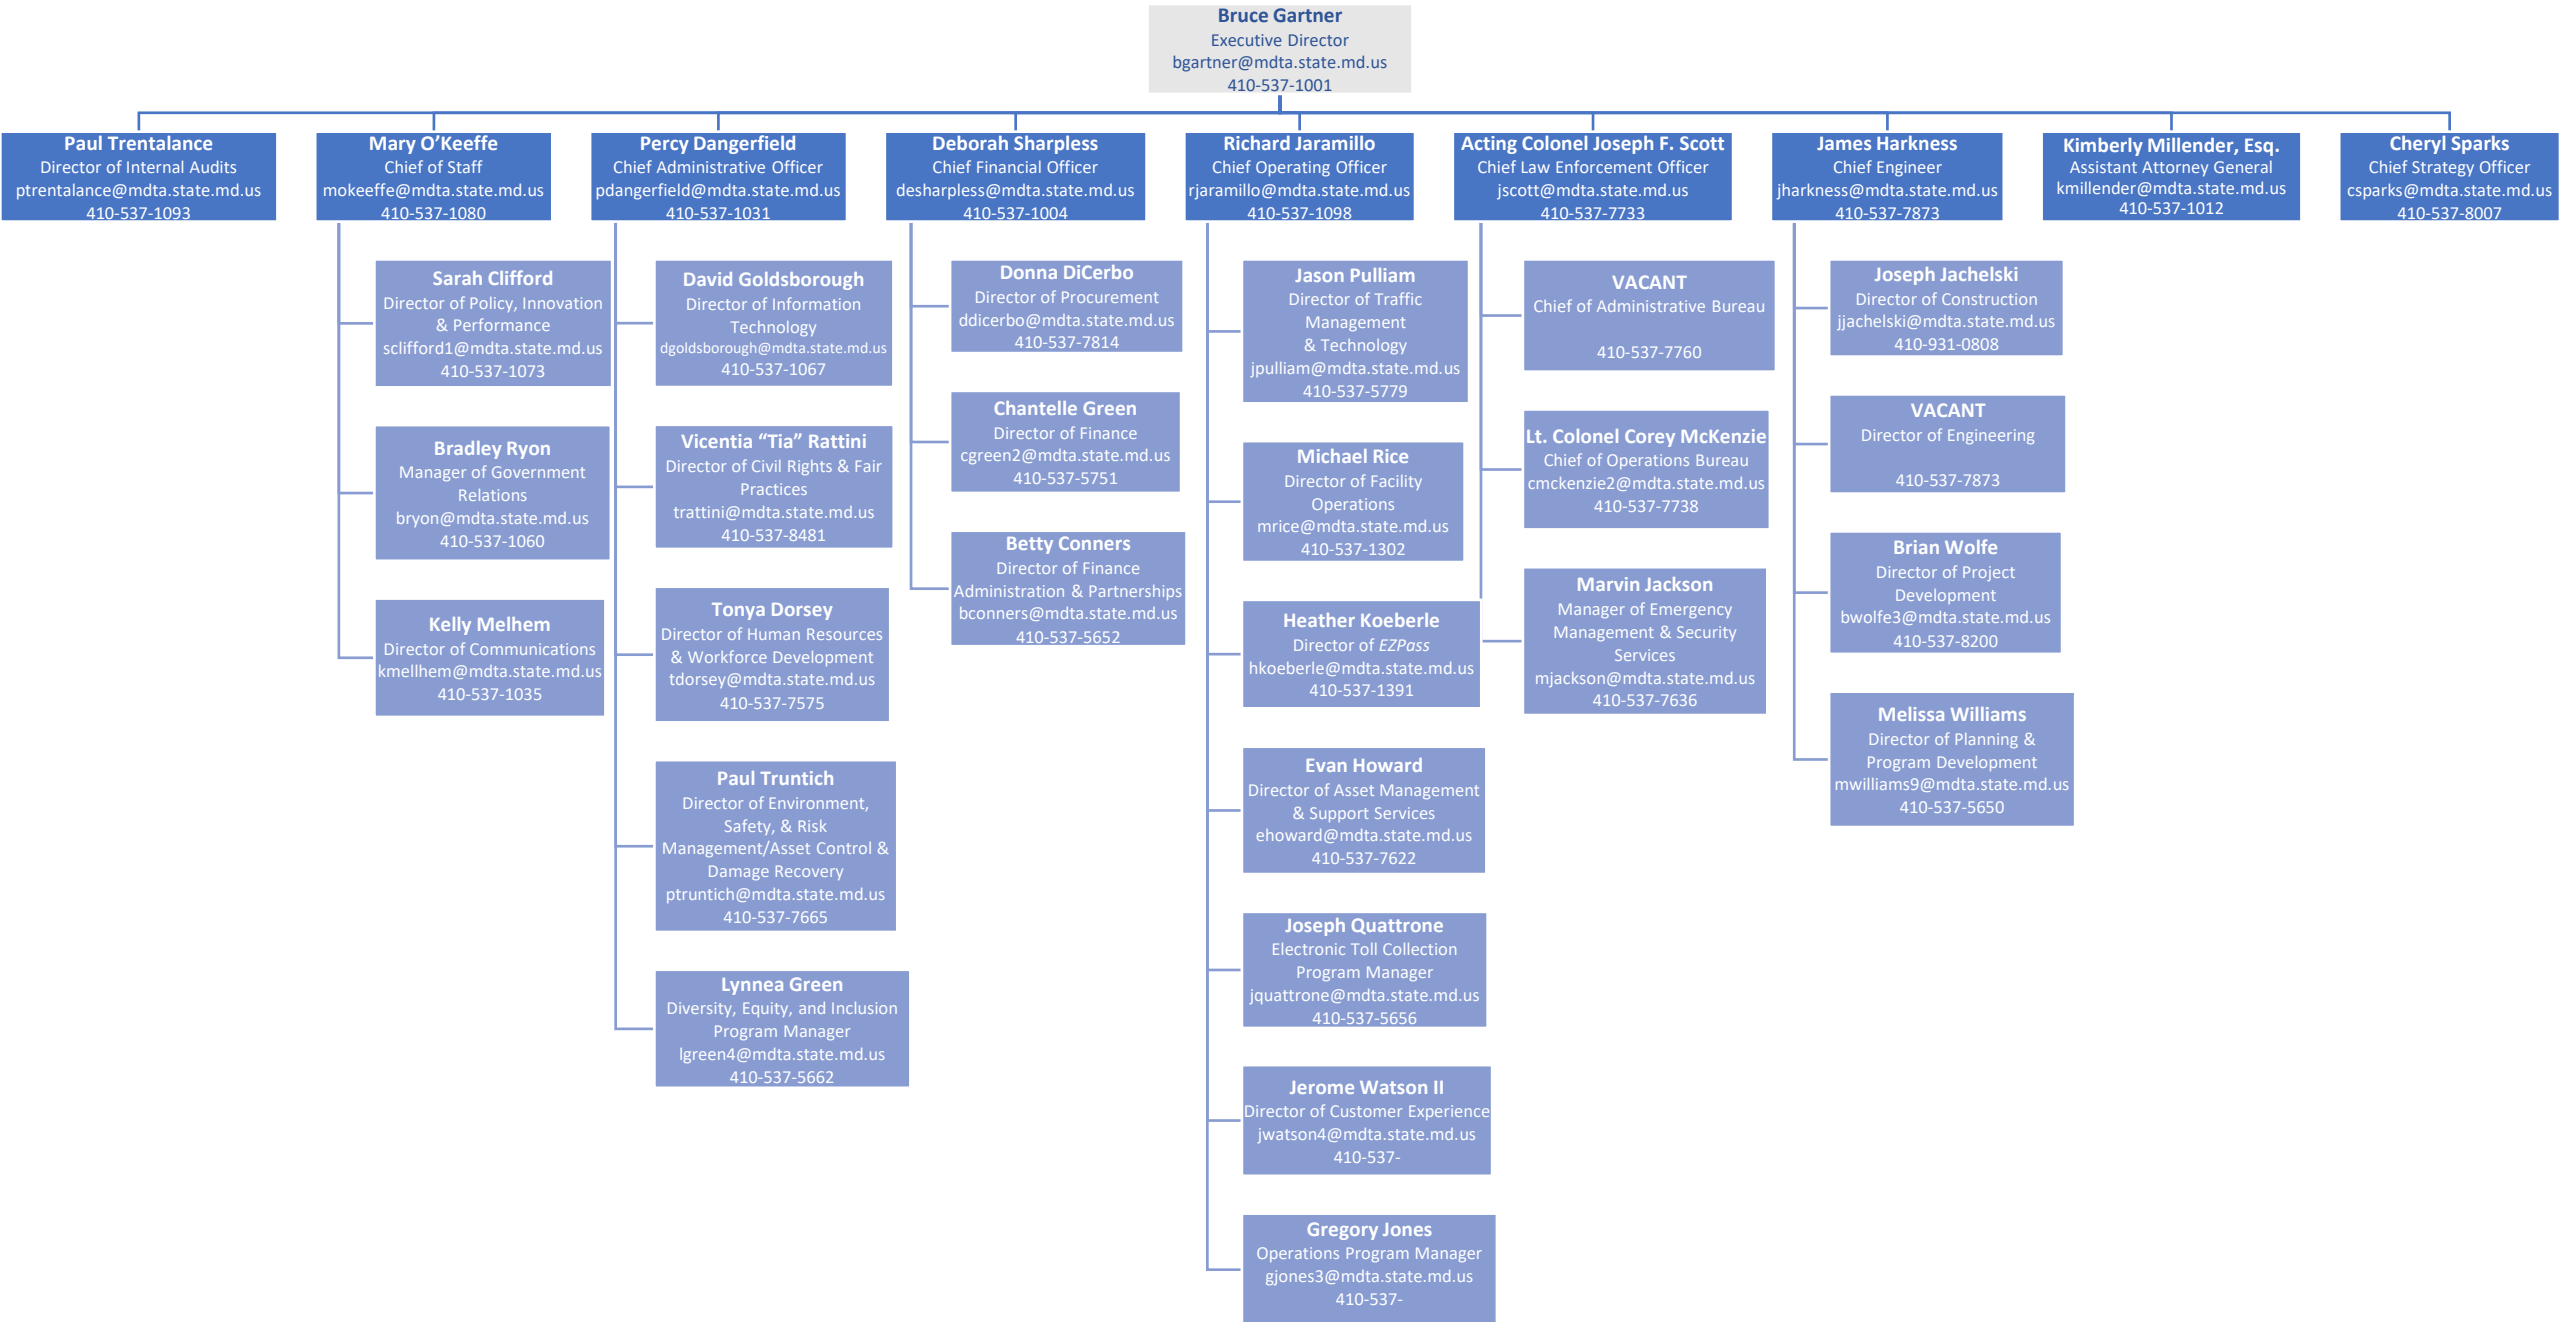 Bruce Gartner
Executive Director
bgartner@mdta.state.md.us
410-537-1001
Paul Trentalance
Director of Internal Audits
ptrentalance@mdta.state.md.us
410-537-1093
Mary O’Keeffe
Chief of Staff
mokeeffe@mdta.state.md.us
410-537-1080
Percy Dangerfield
Chief Administrative Officer
pdangerfield@mdta.state.md.us
410-537-1031
Deborah Sharpless
Chief Financial Officer
desharpless@mdta.state.md.us
410-537-1004
Richard Jaramillo
Chief Operating Officer
rjaramillo@mdta.state.md.us
410-537-1098
Acting Colonel Joseph F. Scott
Chief Law Enforcement Officer
jscott@mdta.state.md.us
410-537-7733
James Harkness
Chief Engineer
jharkness@mdta.state.md.us
410-537-7873
Kimberly Millender, Esq.
Assistant Attorney General
kmillender@mdta.state.md.us
410-537-1012
Cheryl Sparks
Chief Strategy Officer
csparks@mdta.state.md.us
410-537-8007
Sarah Clifford
Director of Policy, Innovation
& Performance
sclifford1@mdta.state.md.us
410-537-1073
Bradley Ryon
Manager of Government
Relations
bryon@mdta.state.md.us
410-537-1060
Kelly Melhem
Director of Communications
kmellhem@mdta.state.md.us
410-537-1035
David Goldsborough
Director of Information
Technology
dgoldsborough@mdta.state.md.us
410-537-1067
Vicentia “Tia” Rattini
Director of Civil Rights & Fair
Practices
trattini@mdta.state.md.us
410-537-8481
Tonya Dorsey
Director of Human Resources
& Workforce Development
tdorsey@mdta.state.md.us
410-537-7575
Paul Truntich
Director of Environment,
Safety, & Risk
Management/Asset Control &
Damage Recovery
ptruntich@mdta.state.md.us
410-537-7665
Lynnea Green
Diversity, Equity, and Inclusion
Program Manager
lgreen4@mdta.state.md.us
410-537-5662
Donna DiCerbo
Director of Procurement
ddicerbo@mdta.state.md.us
410-537-7814
Chantelle Green
Director of Finance
cgreen2@mdta.state.md.us
410-537-5751
Betty Conners
Director of Finance
Administration & Partnerships
bconners@mdta.state.md.us
410-537-5652
Jason Pulliam
Director of Traffic
Management
& Technology
jpulliam@mdta.state.md.us
410-537-5779
Michael Rice
Director of Facility
Operations
mrice@mdta.state.md.us
410-537-1302
Heather Koeberle
Director of EZPass
hkoeberle@mdta.state.md.us
410-537-1391
Evan Howard
Director of Asset Management
& Support Services
ehoward@mdta.state.md.us
410-537-7622
Joseph Quattrone
Electronic Toll Collection
Program Manager
jquattrone@mdta.state.md.us
410-537-5656
Jerome Watson II
Director of Customer Experience
jwatson4@mdta.state.md.us
410-537-
Gregory Jones
Operations Program Manager
gjones3@mdta.state.md.us
410-537-
VACANT
Chief of Administrative Bureau
410-537-7760
Lt. Colonel Corey McKenzie
Chief of Operations Bureau
cmckenzie2@mdta.state.md.us
410-537-7738
Marvin Jackson
Manager of Emergency
Management & Security
Services
mjackson@mdta.state.md.us
410-537-7636
Joseph Jachelski
Director of Construction
jjachelski@mdta.state.md.us
410-931-0808
VACANT
Director of Engineering
410-537-7873
Brian Wolfe
Director of Project
Development
bwolfe3@mdta.state.md.us
410-537-8200
Melissa Williams
Director of Planning &
Program Development
mwilliams9@mdta.state.md.us
410-537-5650